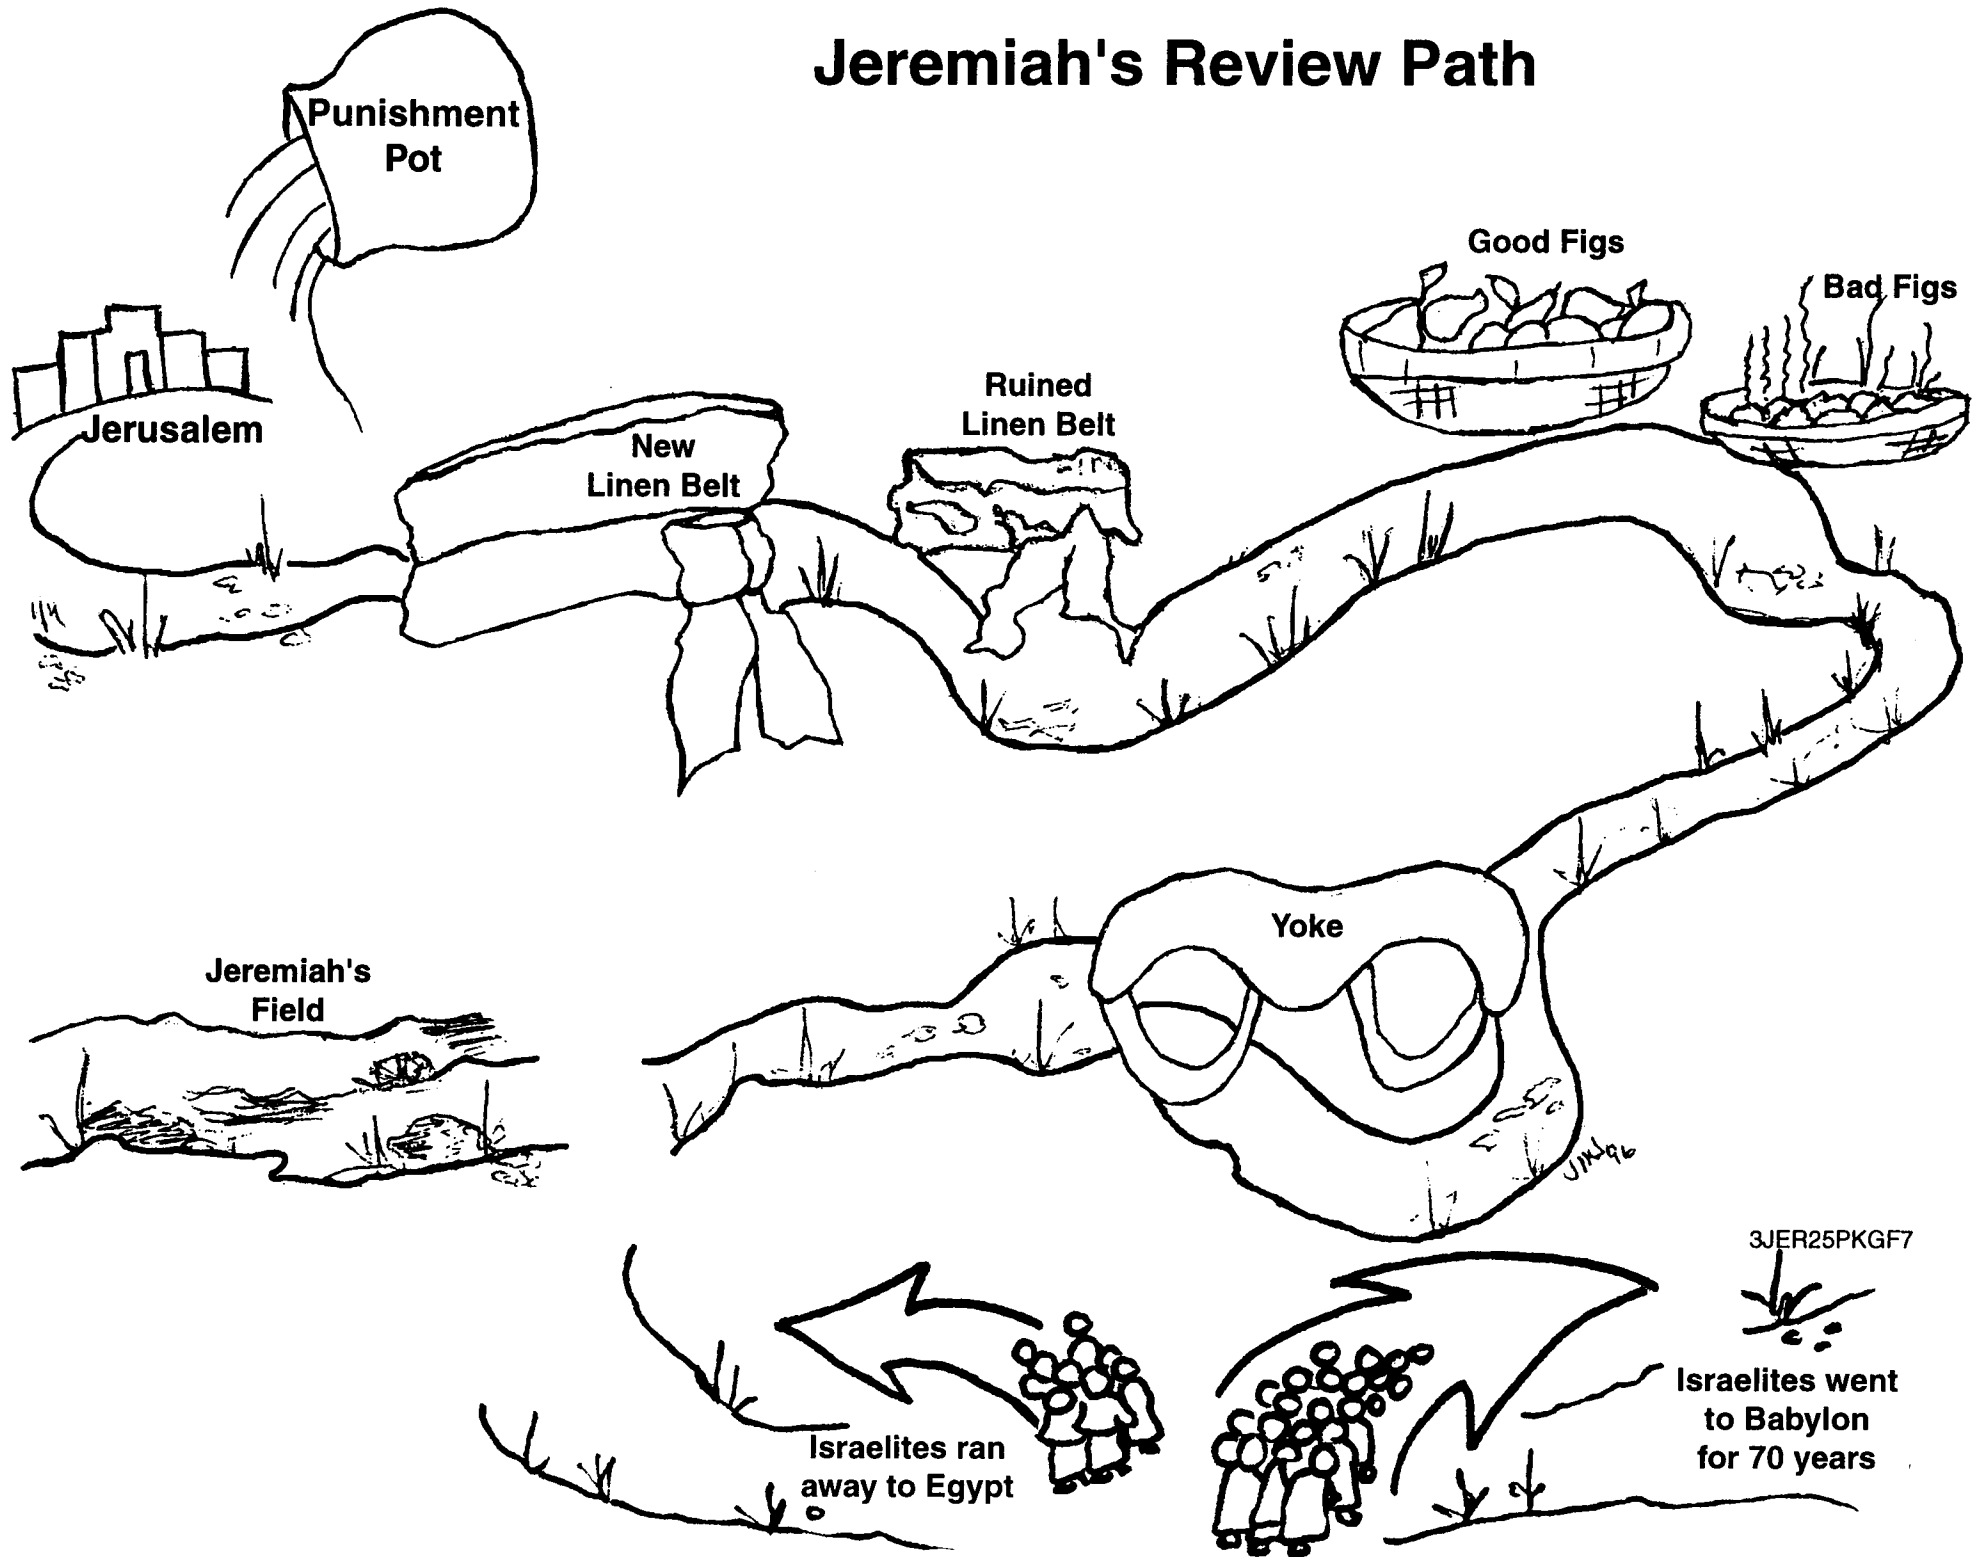 Jeremiah's Review Path
Punishment
Pot
Good Figs
Bad Figs
Jerusalem
New
Linen Belt
Ruined
Linen Belt
Yoke
Jeremiah's
Field
3JER25PKGF7
Israelites ran
away to Egypt
Israelites went
to Babylon
for 70 years